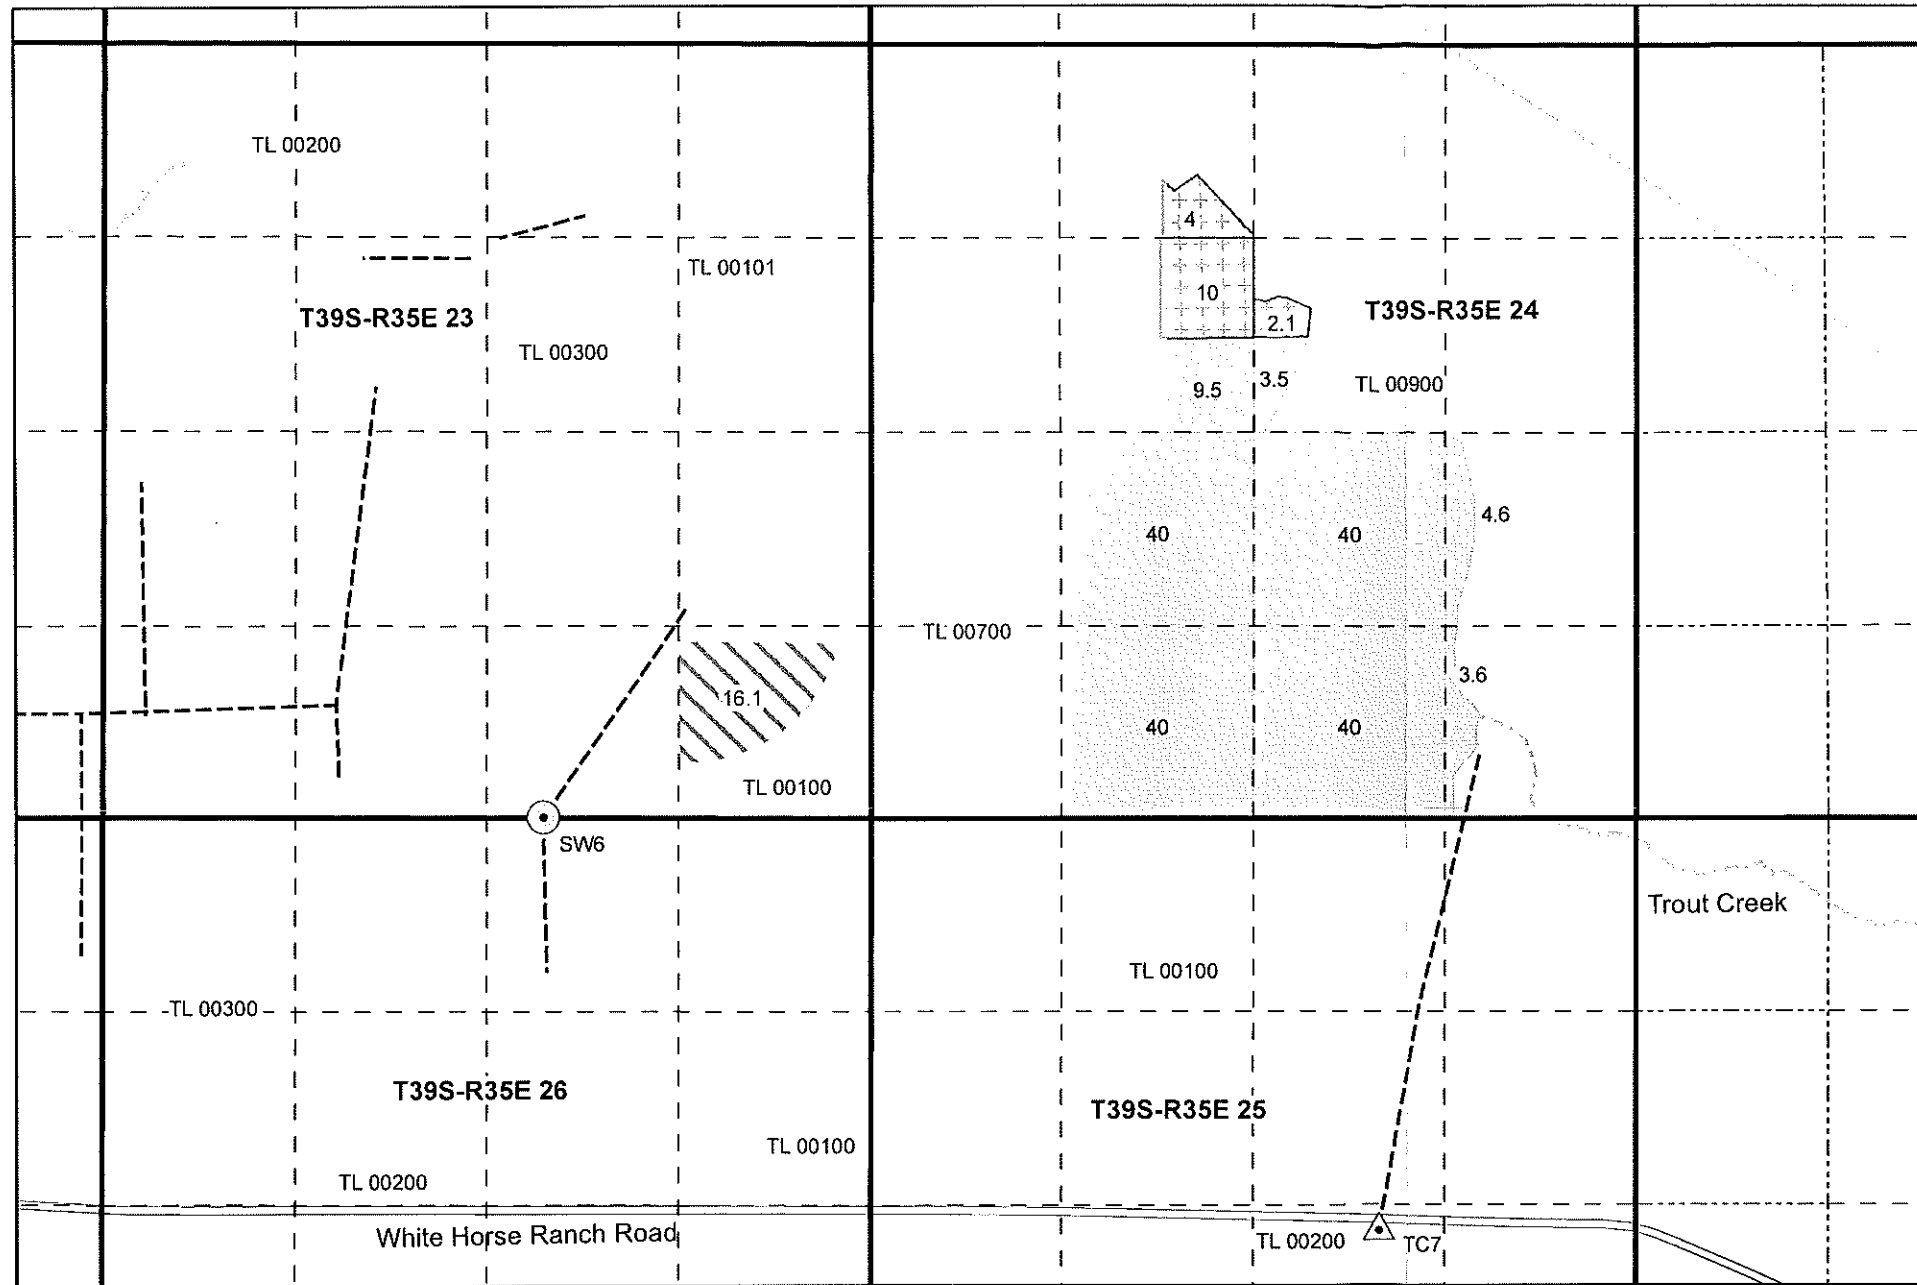 TL 00200
4
TL 00101
10
T39S-R35E 23
T39S-R35E 24
2.1
TL 00300
9.5
3.5
TL 00900
40
40
4.6
TL 00700
3.6
16.1
40
40
TL 00100
SW6
Trout Creek
TL 00100
TL 00300
T39S-R35E 26
T39S-R35E 25
TL 00100
TL 00200
White Horse Ranch Road
TL 00200
TC7